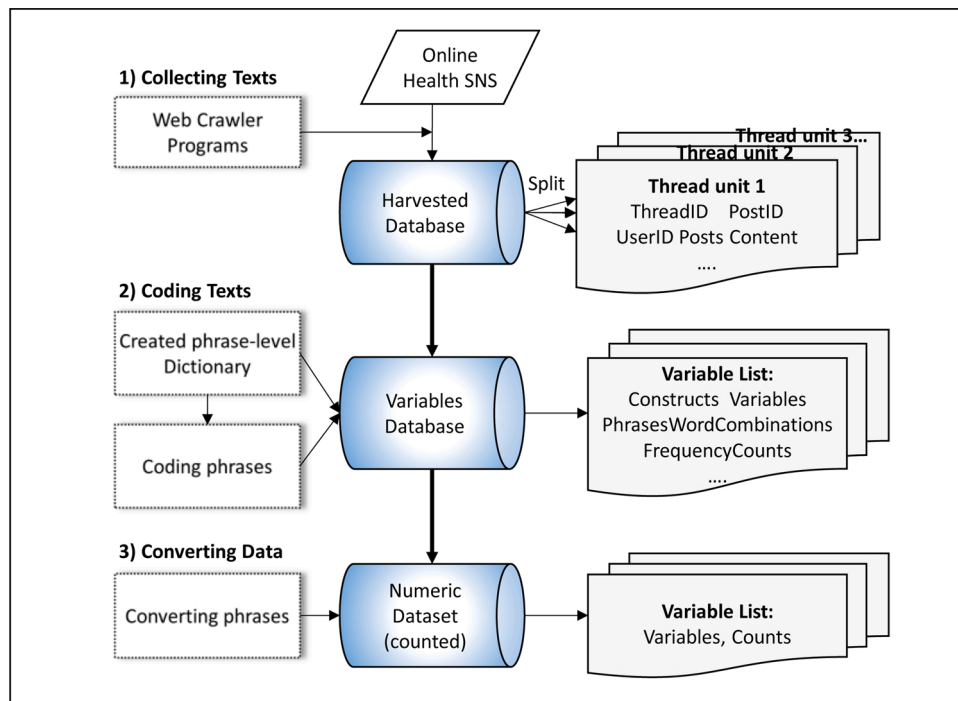 Online
Health SNS
1) Collecting Texts
Web Crawler
Programs
Harvested
Database
Split
Thread unit 3...
Thread unit 2
Thread unit 1
ThreadID PostID
UserID Posts Content
....
2) Coding Texts
Created phrase-level
Dictionary
Coding phrases
Variables
Database
Variable List:
Constructs Variables
PhrasesWordCombinations
FrequencyCounts
....
3) Converting Data
Converting phrases
Numeric
Dataset
(counted)
Variable List:
Variables, Counts